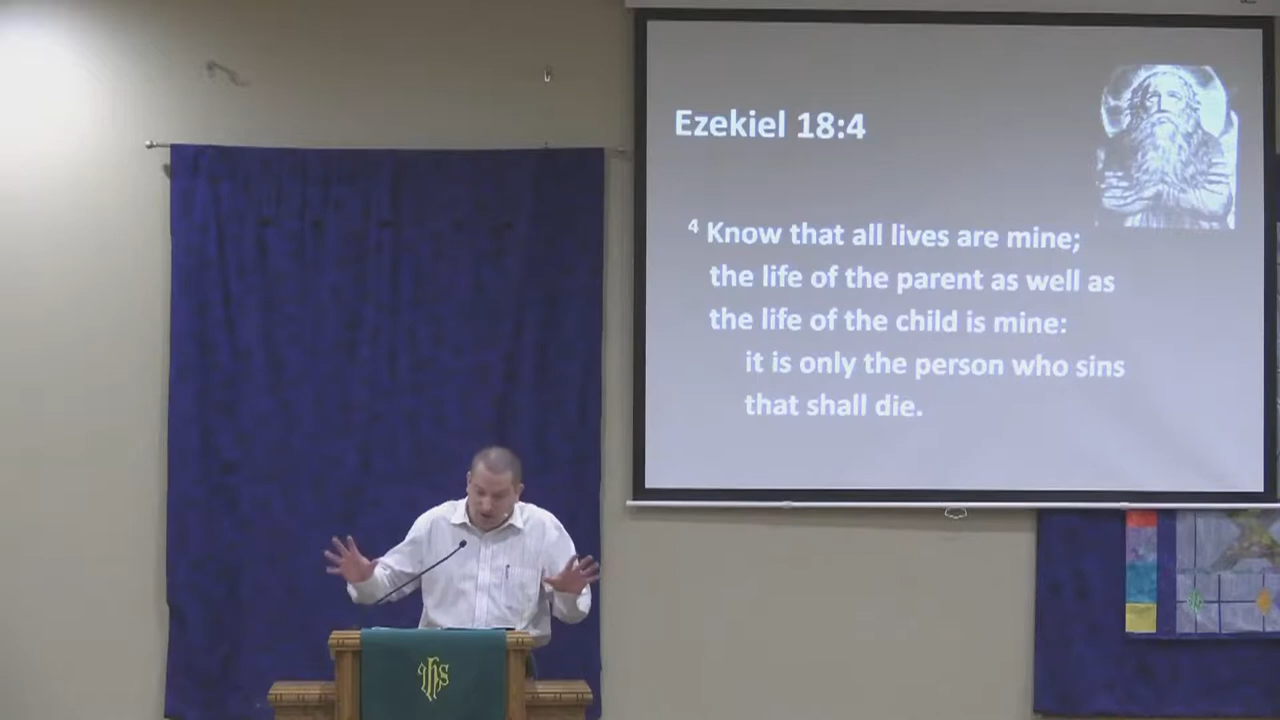 Ezekiel 18:4
4 Know that all lives are mine;
the life of the parent as well as
the life of the child is mine:
it is only the person who sins
that shall die.
IHS